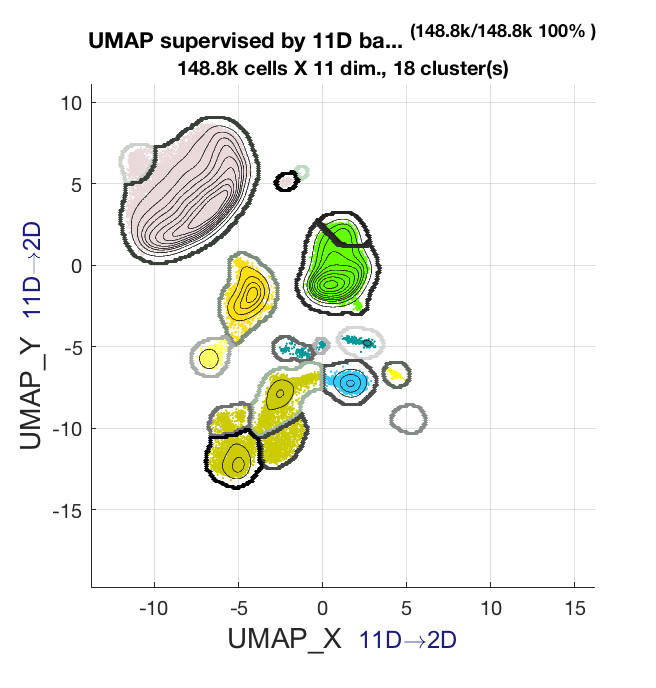 UMAP supervised by 11D ba... (148.8k/148.8k 100% )
148.8k cells X 11 dim., 18 cluster(s)
10
5
0
-5
-10
-15
UMAP_Y 11D→2D
-10 -5 0 5 10 15
UMAP_X 11D→2D